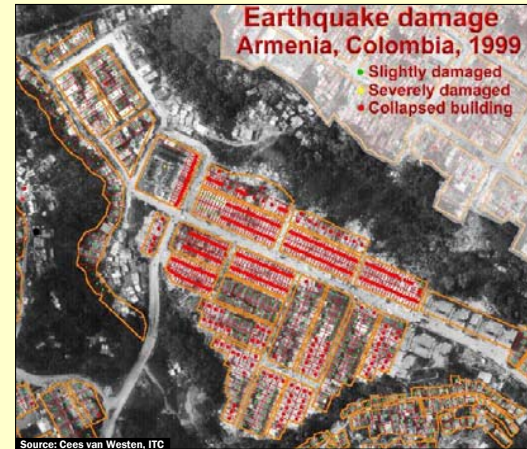 Earthquake damage
Armenia, Colombia, 1999
Slightly damaged
Severely damaged
Collapsed building
Source: Cees van Westen, ITC